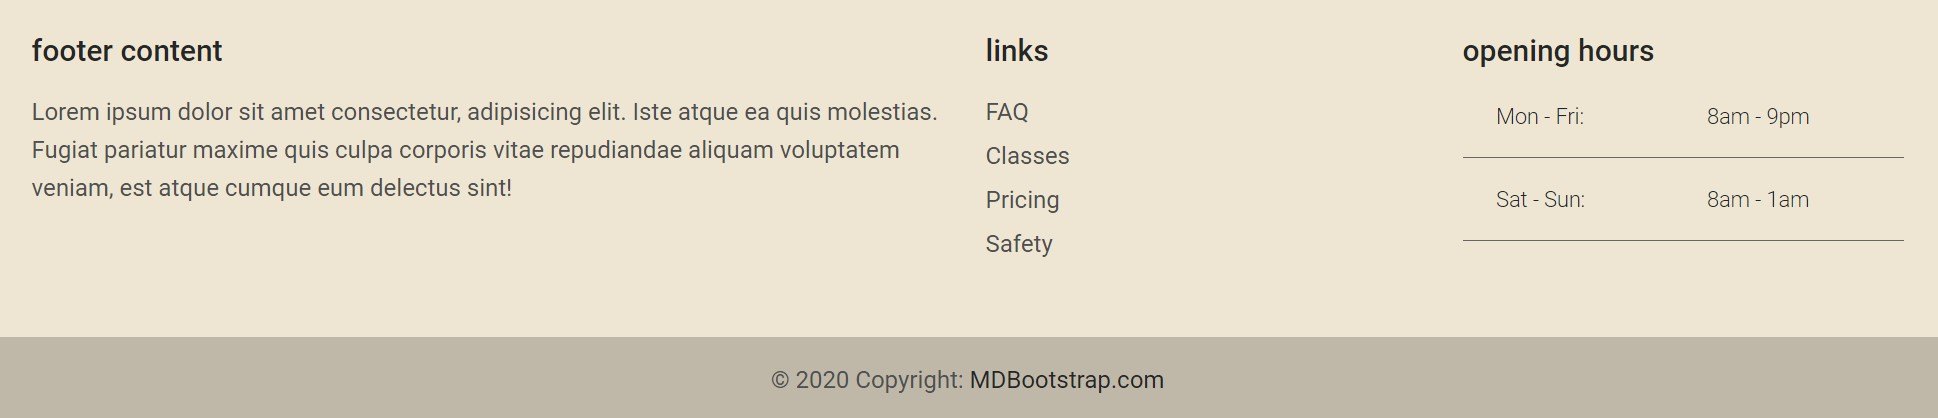 footer content
Lorem ipsum dolor sit amet consectetur, adipisicing elit. Iste atque ea quis molestias.
Fugiat pariatur maxime quis culpa corporis vitae repudiandae aliquam voluptatem
veniam, est atque cumque eum delectus sint!
links
FAQ
Classes
Pricing
Safety
opening hours
Mon - Fri: 8am - 9pm
Sat - Sun: 8am - 1am
© 2020 Copyright: MDBootstrap.com